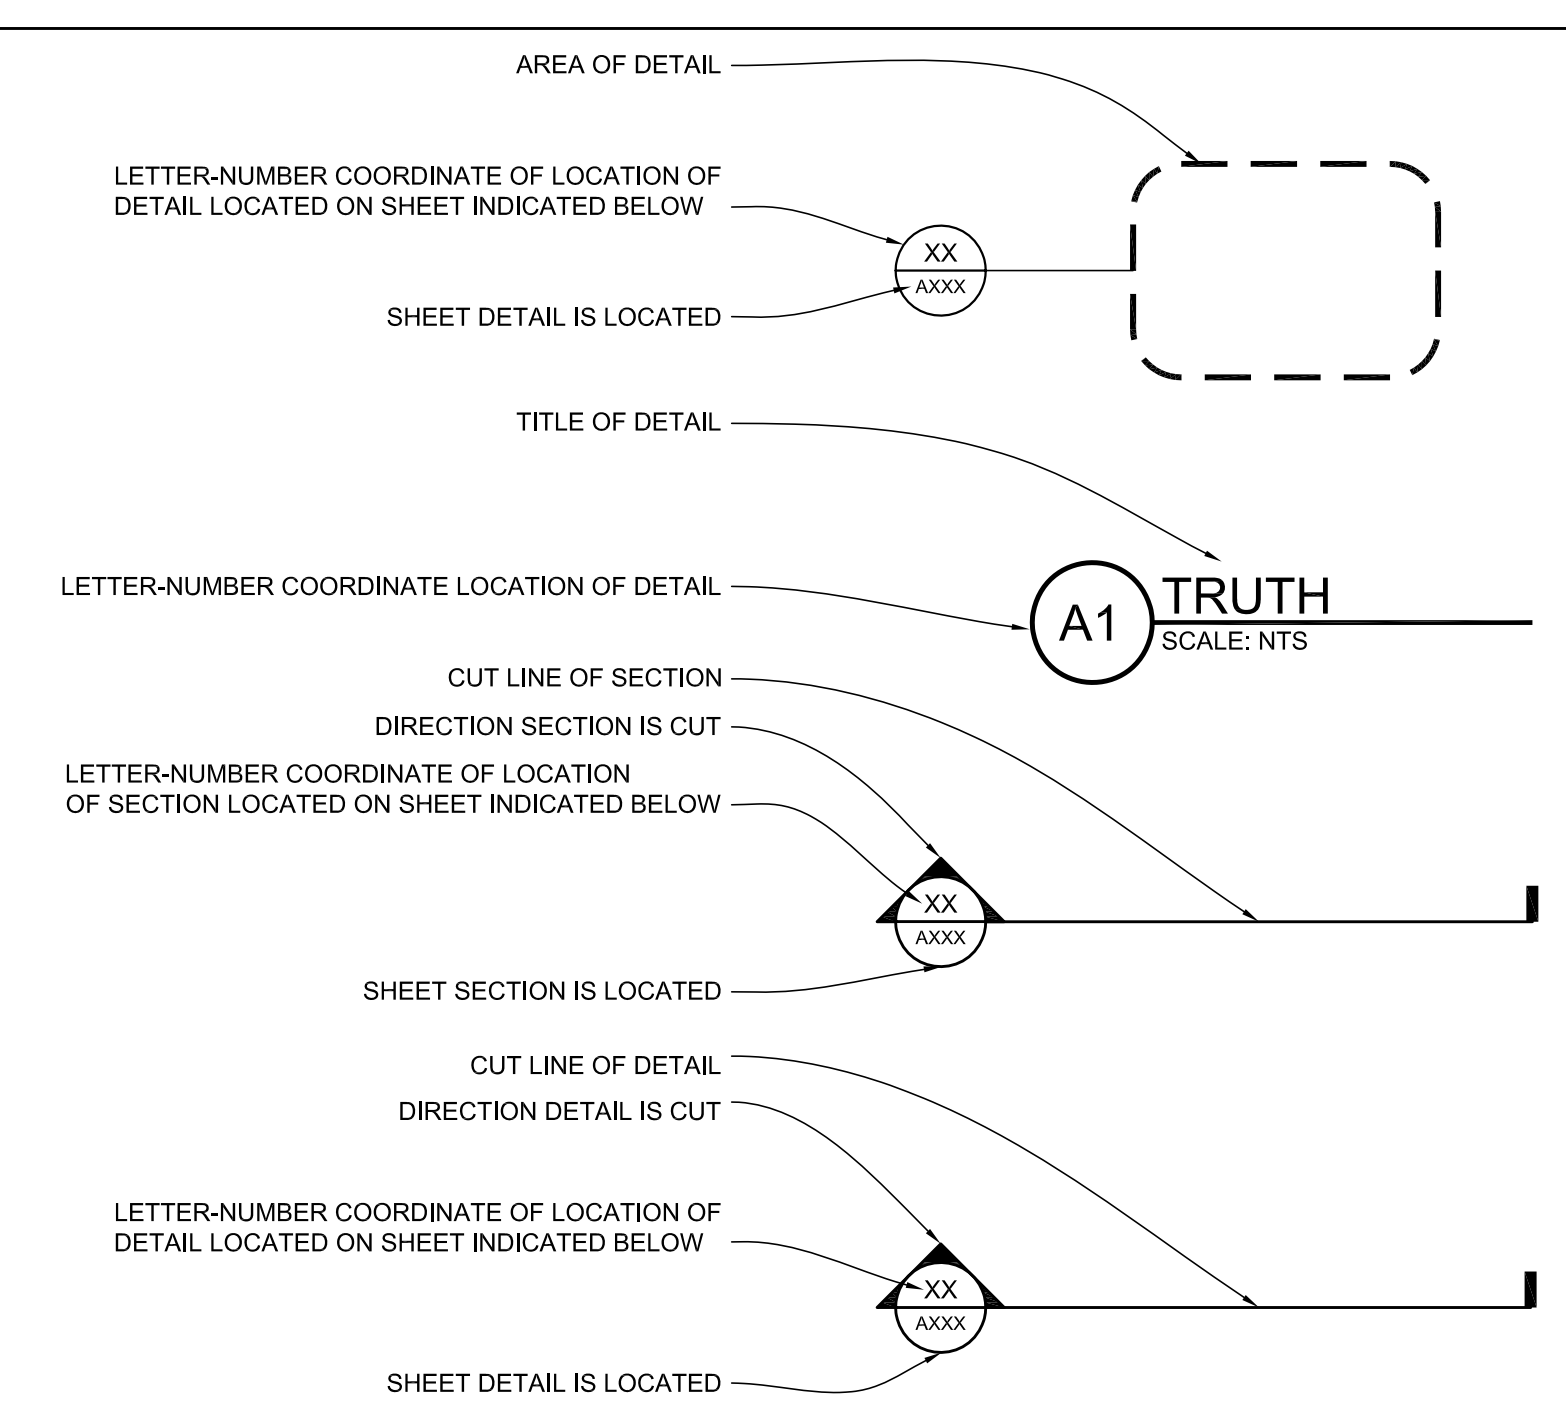 AREA OF DETAIL
LETTER-NUMBER COORDINATE OF LOCATION OF
DETAIL LOCATED ON SHEET INDICATED BELOW
XX
AXXX
SHEET DETAIL IS LOCATED
TITLE OF DETAIL
LETTER-NUMBER COORDINATE LOCATION OF DETAIL
A1
TRUTH
SCALE: NTS
CUT LINE OF SECTION
DIRECTION SECTION IS CUT
LETTER-NUMBER COORDINATE OF LOCATION
OF SECTION LOCATED ON SHEET INDICATED BELOW
XX
AXXX
SHEET SECTION IS LOCATED
CUT LINE OF DETAIL
DIRECTION DETAIL IS CUT
LETTER-NUMBER COORDINATE OF LOCATION OF
DETAIL LOCATED ON SHEET INDICATED BELOW
XX
AXXX
SHEET DETAIL IS LOCATED